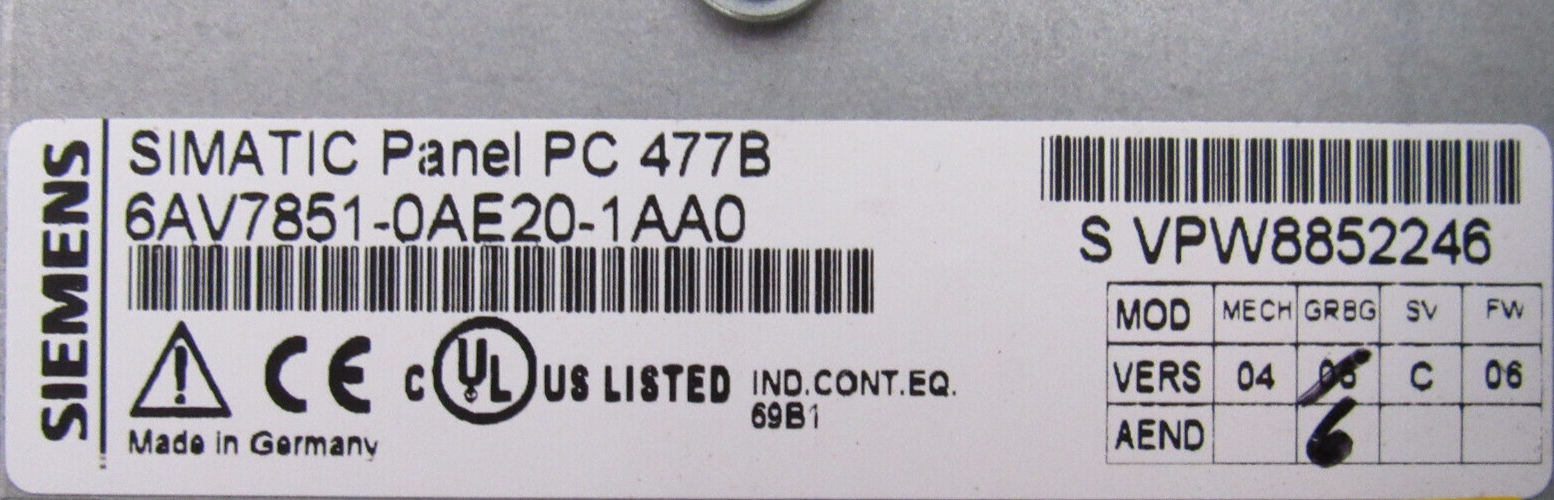 SIEMENS
SIMATIC Panel PC 477B
6AV7851-0AE20-1AA0
S VPW8852246
CE
C UL US LISTED IND.CONT.EQ.
69B1
Made in Germany
MOD MECH GRBG SV FW
VERS 04 C 06
AEND 6